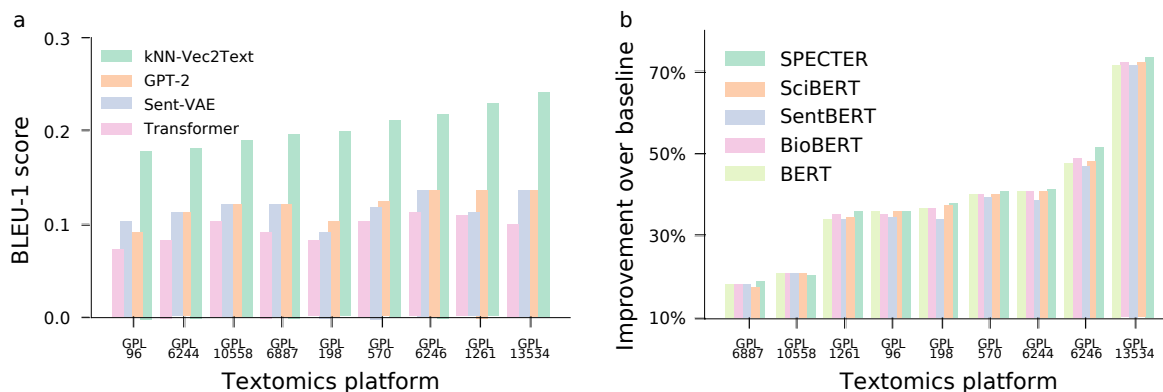 a
0.3
0.2
0.1
0.0
BLEU-1 score
kNN-Vec2Text
GPT-2
Sent-VAE
Transformer
GPL GPL GPL GPL GPL GPL GPL GPL GPL
96 6244 10558 6887 198 570 6246 1261 13534
Textomics platform
b
70%
50%
30%
10%
Improvement over baseline
SPECTER
SciBERT
SentBERT
BioBERT
BERT
GPL GPL GPL GPL GPL GPL GPL GPL GPL
6887 10558 1261 96 198 570 6244 6246 13534
Textomics platform